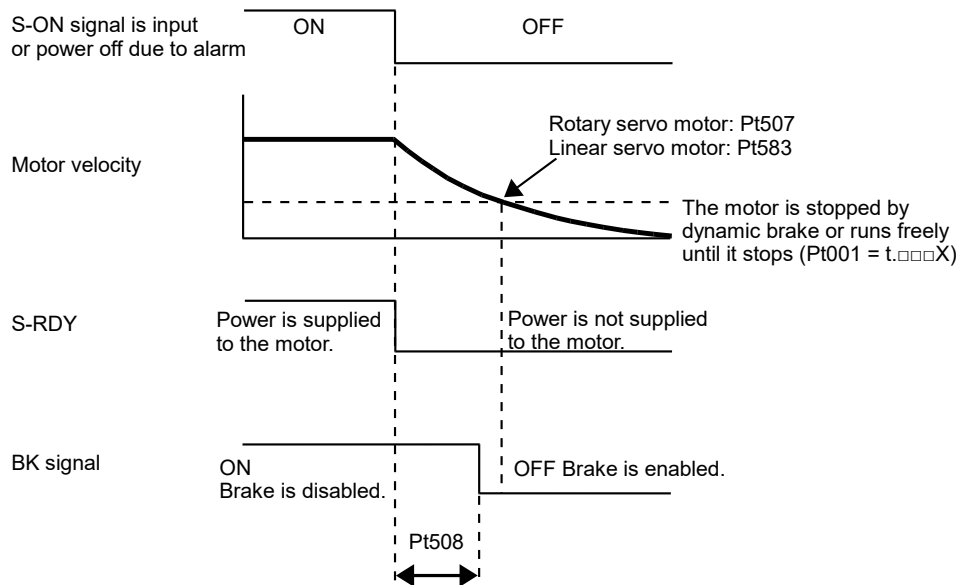 S-ON signal is input
or power off due to alarm
ON
OFF
Motor velocity
Rotary servo motor: Pt507
Linear servo motor: Pt583
The motor is stopped by
dynamic brake or runs freely
until it stops (Pt001 = t.□□□X)
S-RDY
Power is supplied
to the motor.
Power is not supplied
to the motor.
BK signal
ON
Brake is disabled.
OFF Brake is enabled.
Pt508